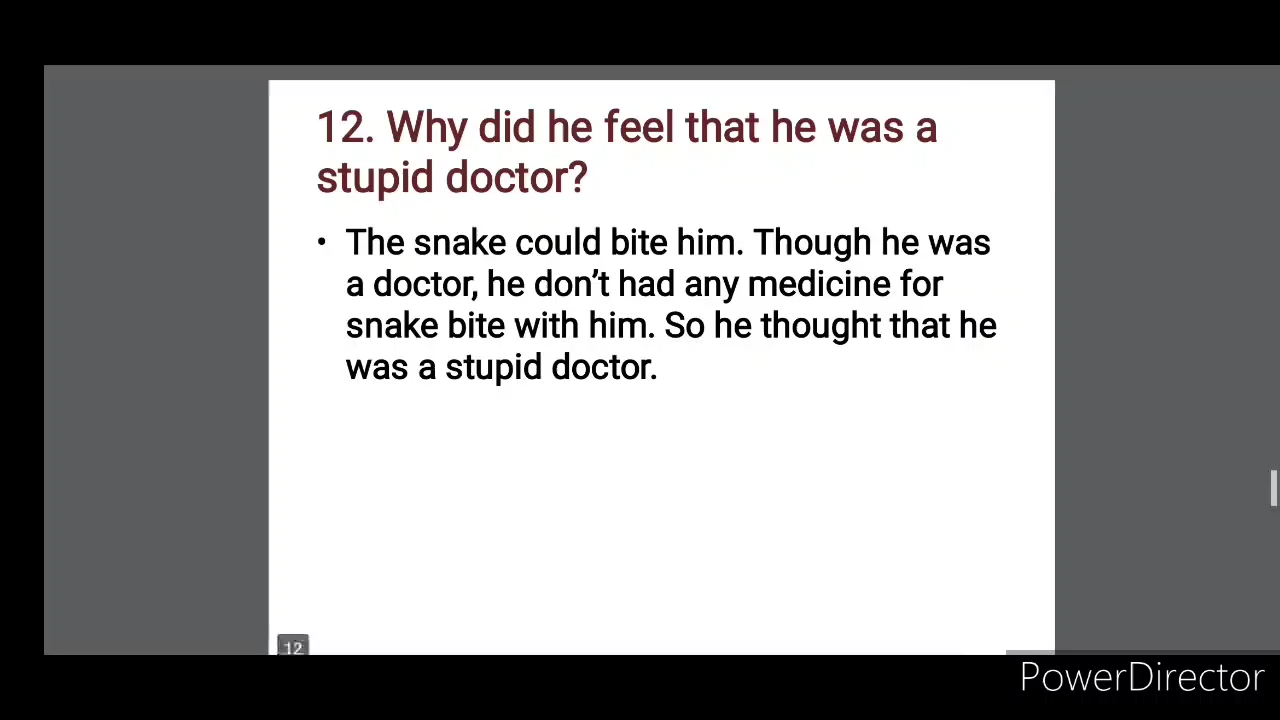 12. Why did he feel that he was a
stupid doctor?
• The snake could bite him. Though he was
a doctor, he don’t had any medicine for
snake bite with him. So he thought that he
was a stupid doctor.
12
PowerDirector